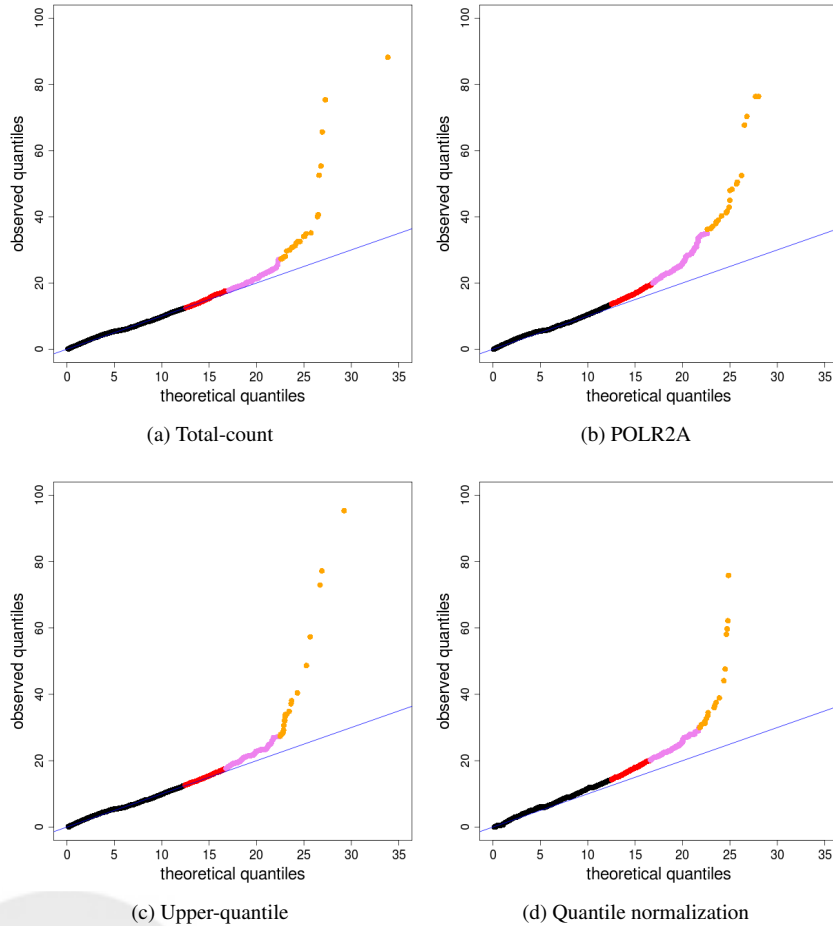 100
80
60
40
20
0
observed quantiles
0 5 10 15 20 25 30 35
theoretical quantiles
(a) Total-count
100
80
60
40
20
0
observed quantiles
0 5 10 15 20 25 30 35
theoretical quantiles
(b) POLR2A
100
80
60
40
20
0
observed quantiles
0 5 10 15 20 25 30 35
theoretical quantiles
(c) Upper-quantile
100
80
60
40
20
0
observed quantiles
0 5 10 15 20 25 30 35
theoretical quantiles
(d) Quantile normalization